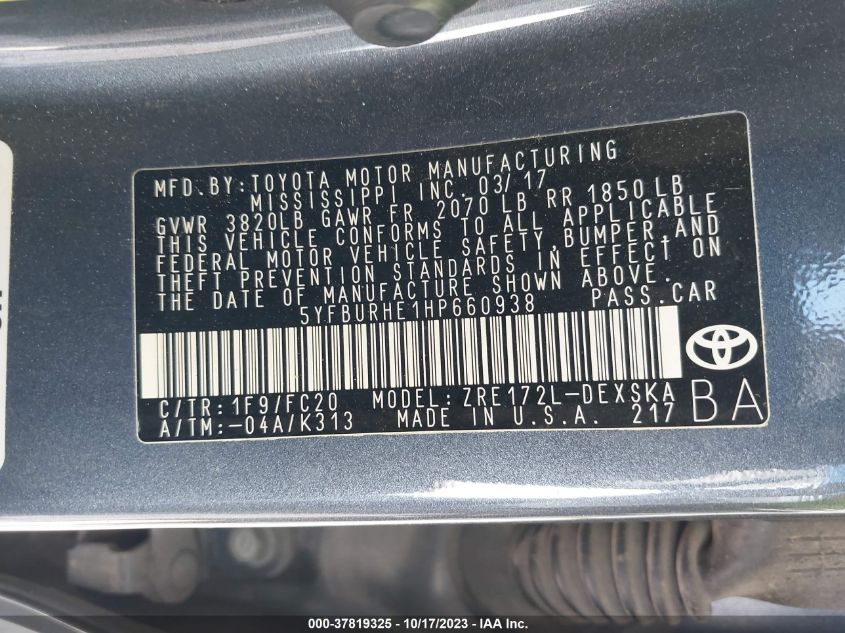 MFD. BY: TOYOTA MOTOR MANUFACTURING
MISSISSIPPI INC. 03/17
GVWR 3820LB GAWR FR 2070 LB RR 1850 LB
THIS VEHICLE CONFORMS TO ALL APPLICABLE
FEDERAL MOTOR VEHICLE SAFETY, BUMPER, AND
THEFT PREVENTION STANDARDS IN EFFECT ON
THE DATE OF MANUFACTURE SHOWN ABOVE.
5YFBURHE1HP660938 PASS. CAR
C/TR: 1F9/FC20 MODEL: ZRE172L-DEXSKA
A/TM: -04A/K313 MADE IN U.S.A. 217
BA
000-37819325 - 10/17/2023 - © IAA Inc.